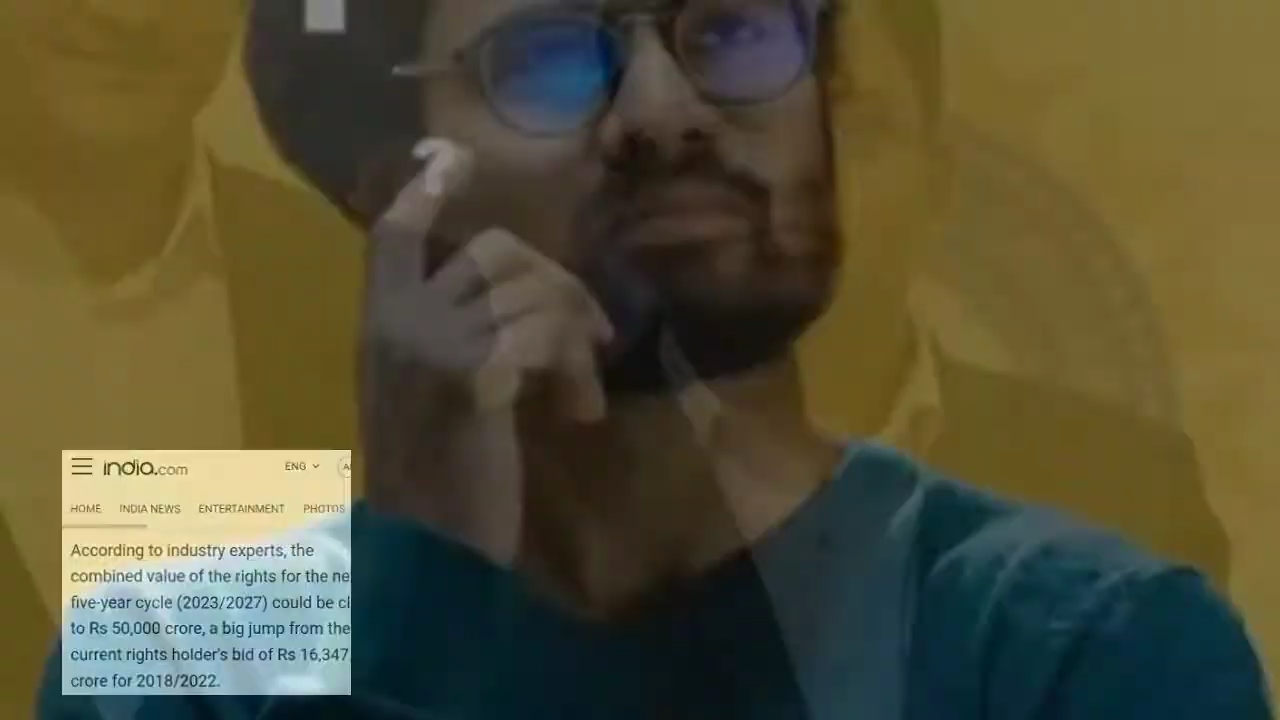 india.com
ENG
HOME INDIA NEWS ENTERTAINMENT PHOTOS
According to industry experts, the
combined value of the rights for the
five-year cycle (2023/2027) could be
to Rs 50,000 crore, a big jump from the
current rights holder's bid of Rs 16,347
crore for 2018/2022.